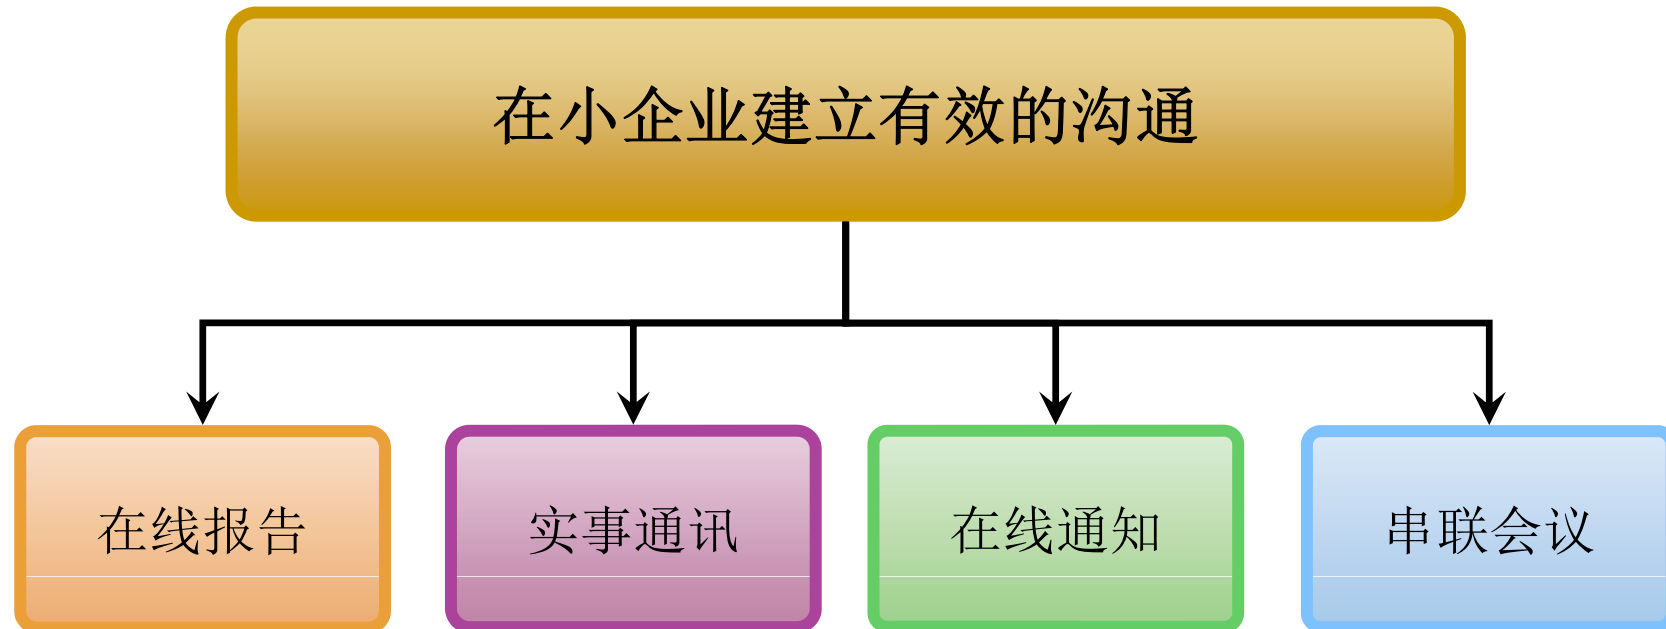 在小企业建立有效的沟通
在线报告
实事通讯
在线通知
串联会议